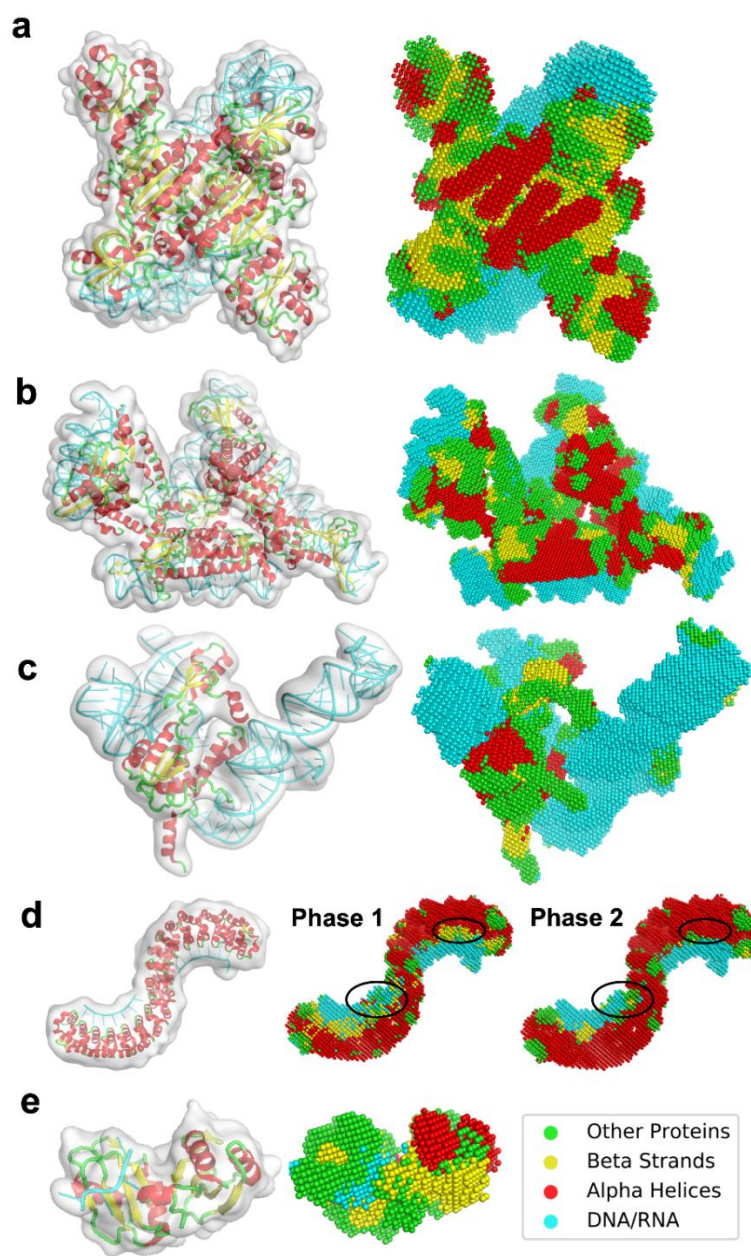 a
b
c
d
Phase 1
Phase 2
e
Other Proteins
Beta Strands
Alpha Helices
DNA/RNA